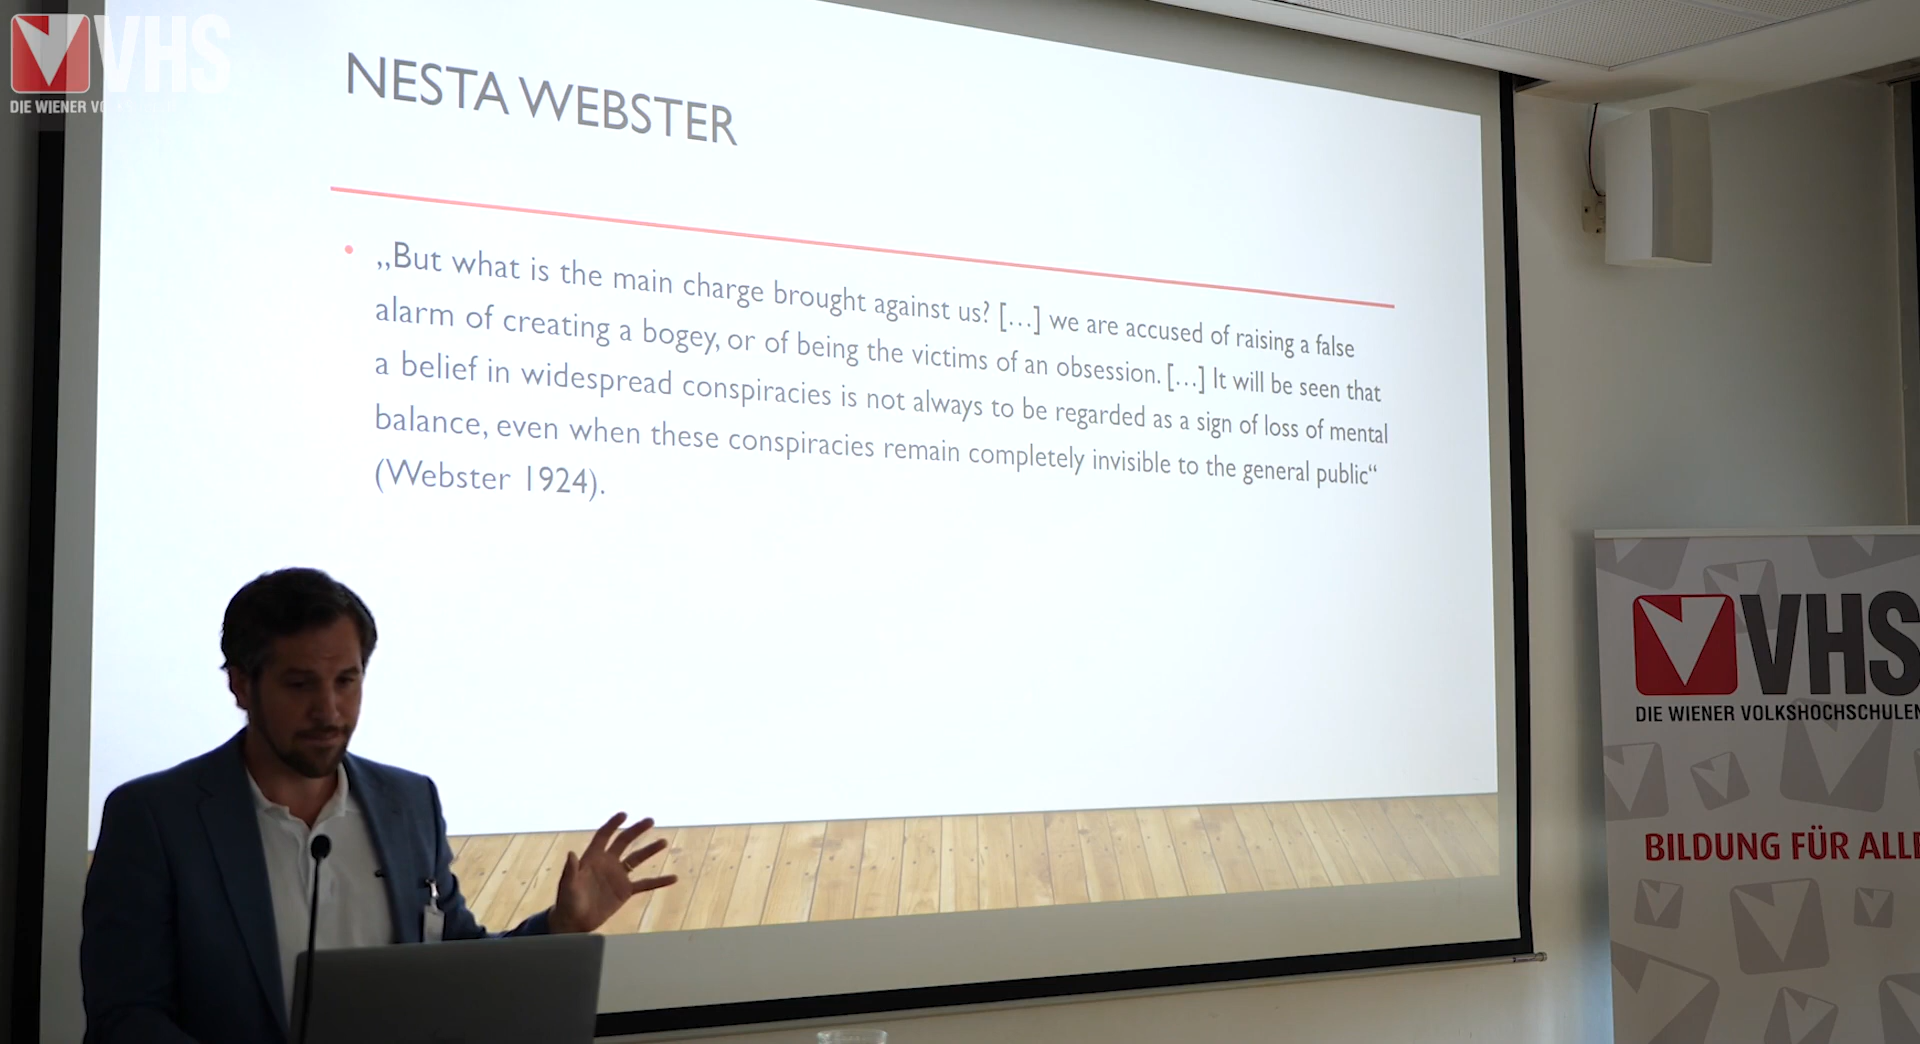 VHS
DIE WIENER VOLKS
NESTA WEBSTER
• „But what is the main charge brought against us? […] we are accused of raising a false
alarm of creating a bogey, or of being the victims of an obsession. […] It will be seen that
a belief in widespread conspiracies is not always to be regarded as a sign of loss of mental
balance, even when these conspiracies remain completely invisible to the general public“
(Webster 1924).
VHS
DIE WIENER VOLKSHOCHSCHULEN
BILDUNG FÜR ALLE